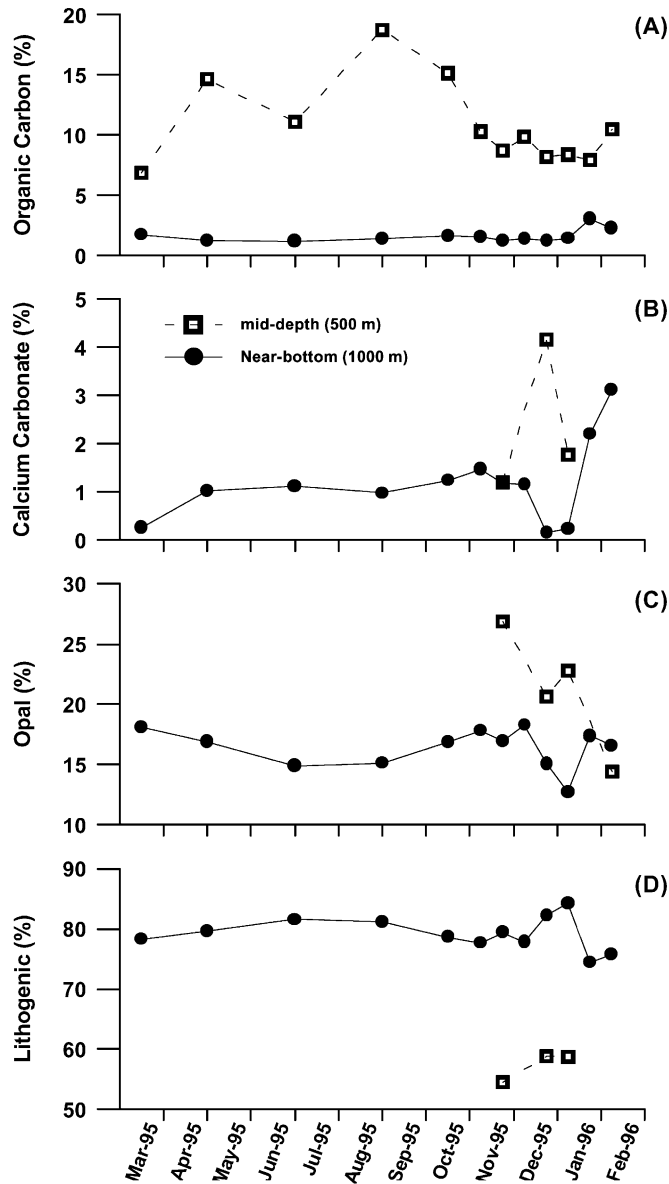 (A)
Organic Carbon (%)
20
15
10
5
0
(B)
Calcium Carbonate (%)
5
4
3
2
1
0
mid-depth (500 m)
Near-bottom (1000 m)
(C)
Opal (%)
30
25
20
15
10
(D)
Lithogenic (%)
90
80
70
60
50
Mar-95
Apr-95
May-95
Jun-95
Jul-95
Aug-95
Sep-95
Oct-95
Nov-95
Dec-95
Jan-96
Feb-96